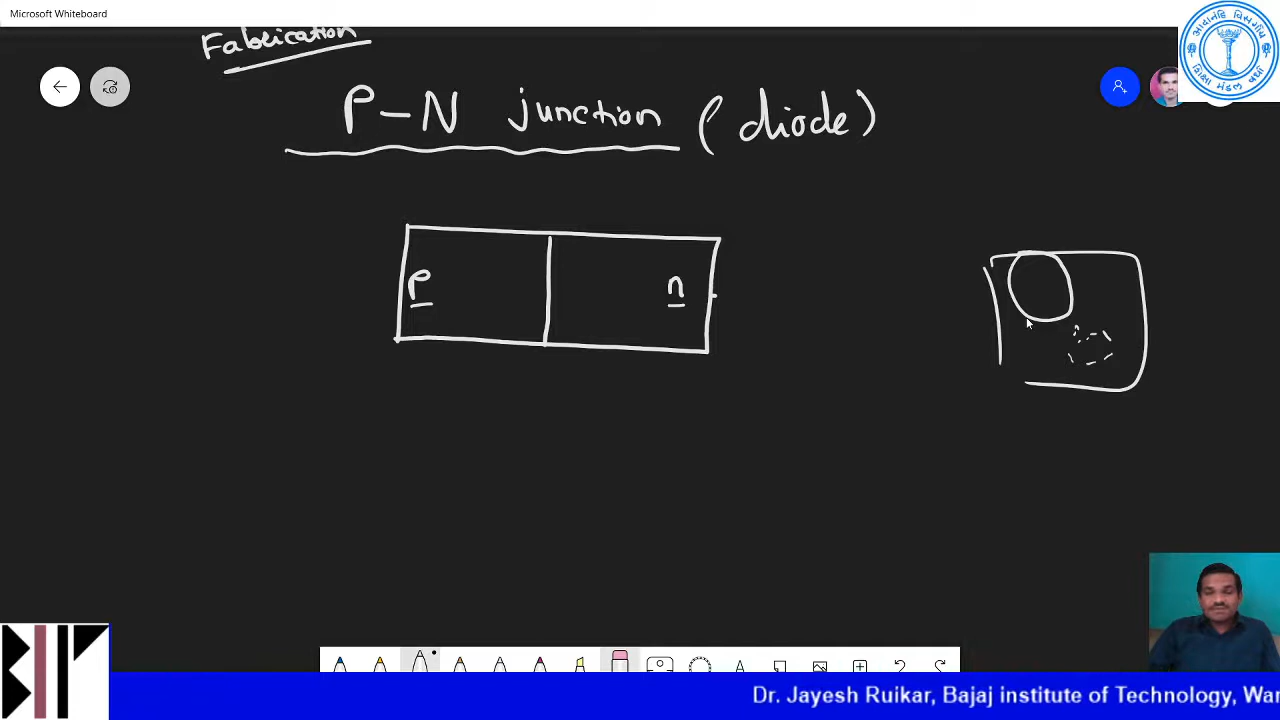 Microsoft Whiteboard
Fabrication
P-N junction (diode)
p
n
Dr. Jayesh Ruikar, Bajaj institute of Technology, War